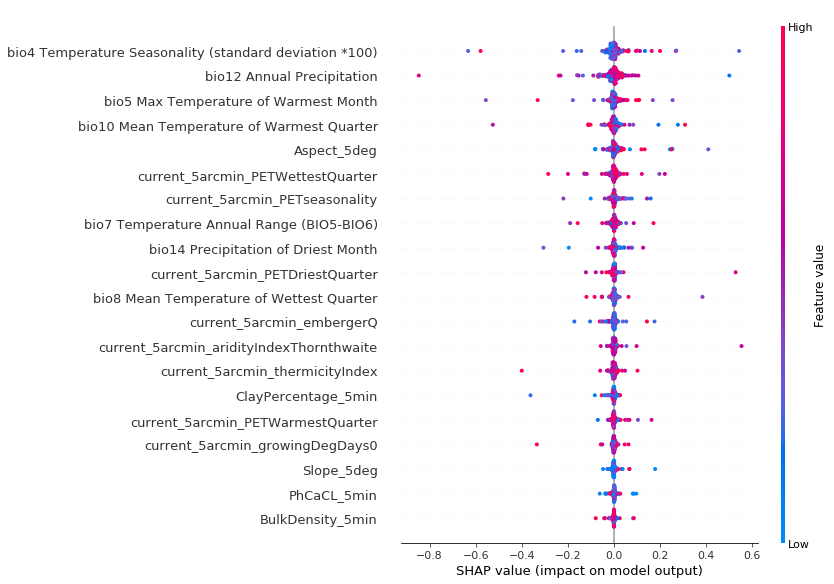 High
bio4 Temperature Seasonality (standard deviation *100)
bio12 Annual Precipitation
bio5 Max Temperature of Warmest Month
bio10 Mean Temperature of Warmest Quarter
Aspect_5deg
current_5arcmin_PETWettestQuarter
current_5arcmin_PETseasonality
bio7 Temperature Annual Range (BIO5-BIO6)
bio14 Precipitation of Driest Month
current_5arcmin_PETDriestQuarter
bio8 Mean Temperature of Wettest Quarter
current_5arcmin_embergerQ
current_5arcmin_aridityIndexThornthwaite
current_5arcmin_thermicityIndex
ClayPercentage_5min
current_5arcmin_PETWarmestQuarter
current_5arcmin_growingDegDays0
Slope_5deg
PhCaCL_5min
BulkDensity_5min
Feature value
Low
−0.8 −0.6 −0.4 −0.2 0.0 0.2 0.4 0.6
SHAP value (impact on model output)